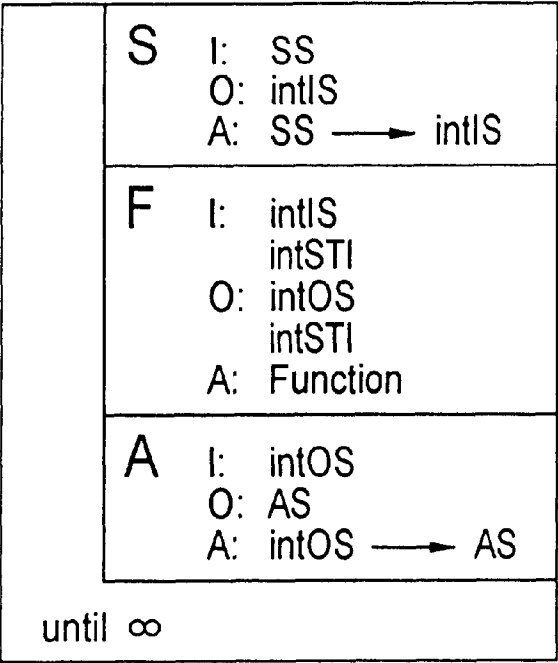 S I: SS
O: intIS
A: SS ⟶ intIS
F I: intIS
intSTI
O: intOS
intSTI
A: Function
A I: intOS
O: AS
A: intOS ⟶ AS
until ∞